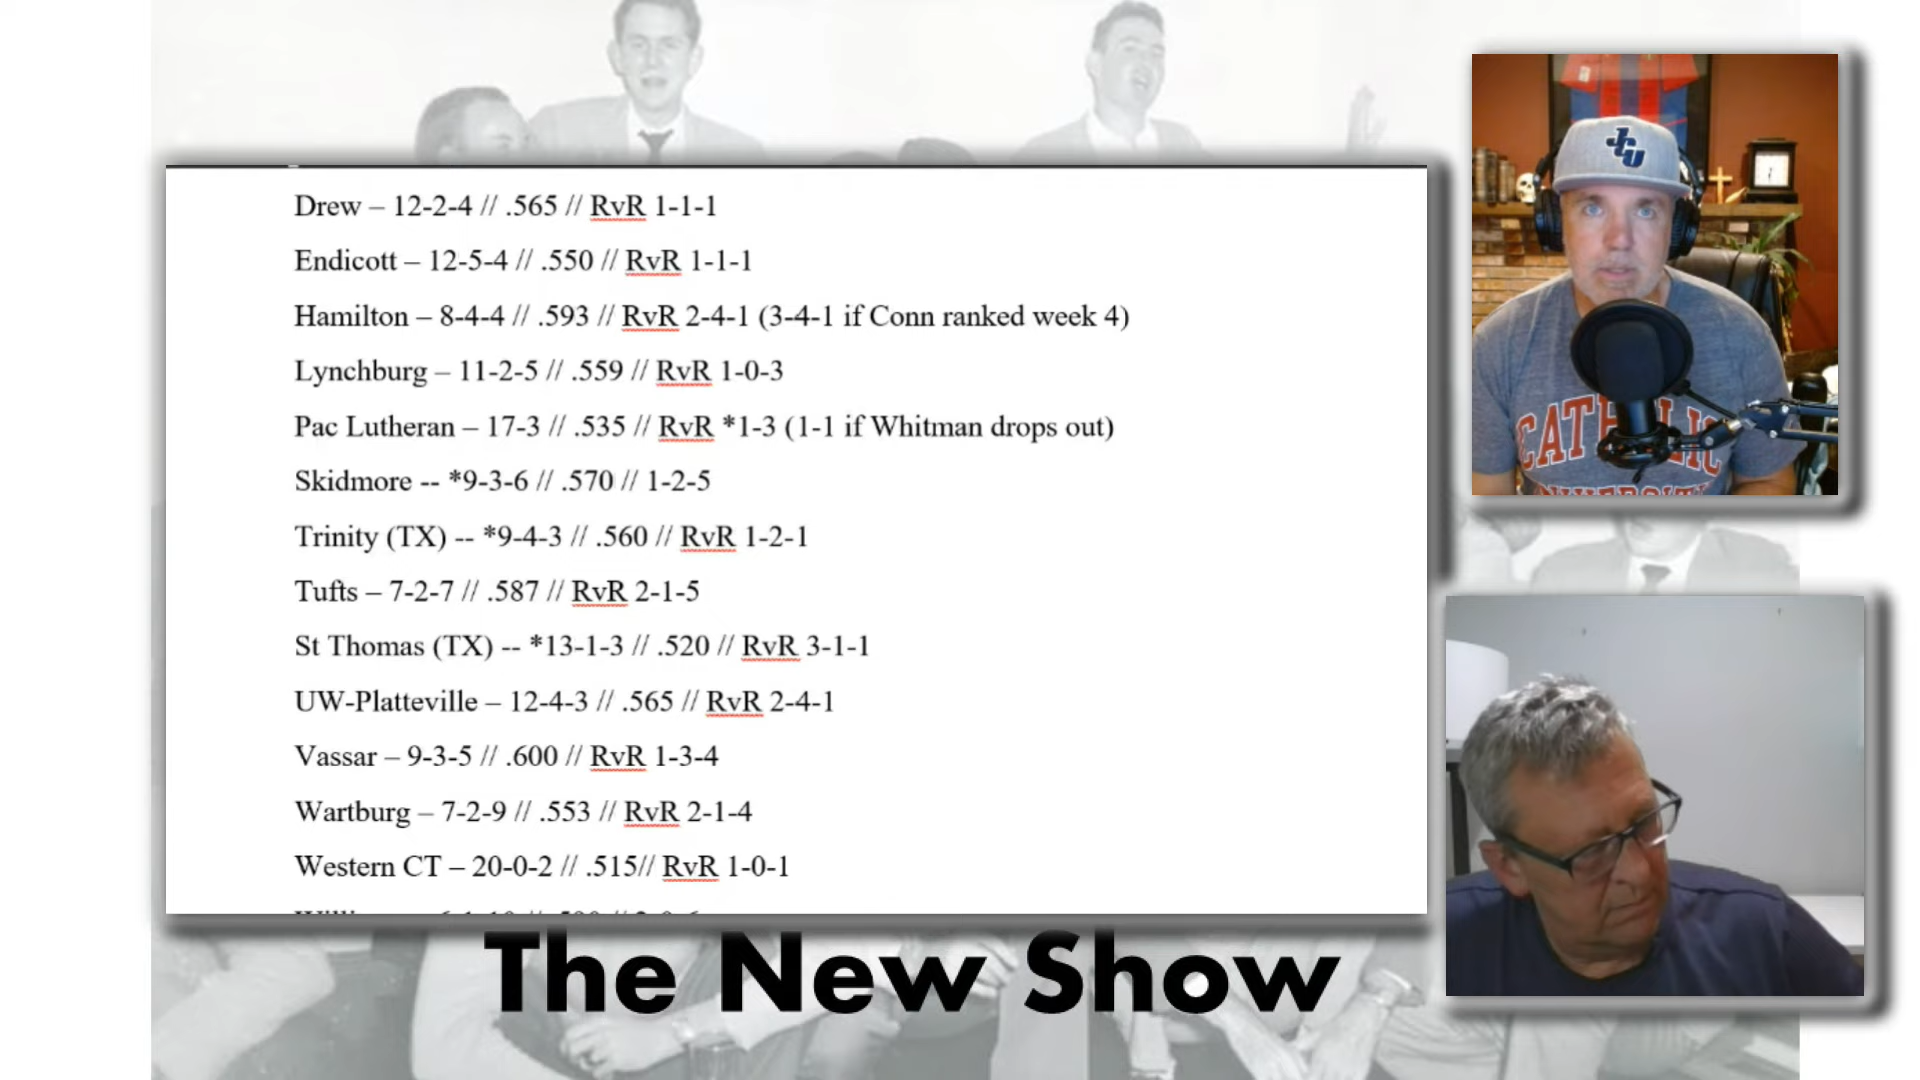 Drew – 12-2-4 // .565 // RvR 1-1-1
Endicott – 12-5-4 // .550 // RvR 1-1-1
Hamilton – 8-4-4 // .593 // RvR 2-4-1 (3-4-1 if Conn ranked week 4)
Lynchburg – 11-2-5 // .559 // RvR 1-0-3
Pac Lutheran – 17-3 // .535 // RvR *1-3 (1-1 if Whitman drops out)
Skidmore -- *9-3-6 // .570 // 1-2-5
Trinity (TX) -- *9-4-3 // .560 // RvR 1-2-1
Tufts – 7-2-7 // .587 // RvR 2-1-5
St Thomas (TX) -- *13-1-3 // .520 // RvR 3-1-1
UW-Platteville – 12-4-3 // .565 // RvR 2-4-1
Vassar – 9-3-5 // .600 // RvR 1-3-4
Wartburg – 7-2-9 // .553 // RvR 2-1-4
Western CT – 20-0-2 // .515// RvR 1-0-1
The New Show
JCU
CATHOLIC